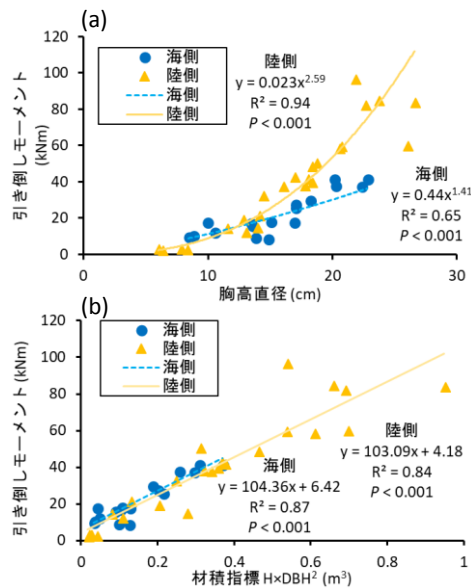 (a)
引き倒しモーメント
(kNm)
120
100
80
60
40
20
0
海側
陸側
海側
陸側
陸側
y = 0.023x^2.59
R² = 0.94
P < 0.001
海側
y = 0.44x^1.41
R² = 0.65
P < 0.001
0 10 20 30
胸高直径 (cm)
(b)
引き倒しモーメント (kNm)
120
100
80
60
40
20
0
海側
陸側
海側
陸側
海側
y = 104.36x + 6.42
R² = 0.87
P < 0.001
陸側
y = 103.09x + 4.18
R² = 0.84
P < 0.001
0 0.2 0.4 0.6 0.8 1
材積指標 H×DBH² (m³)